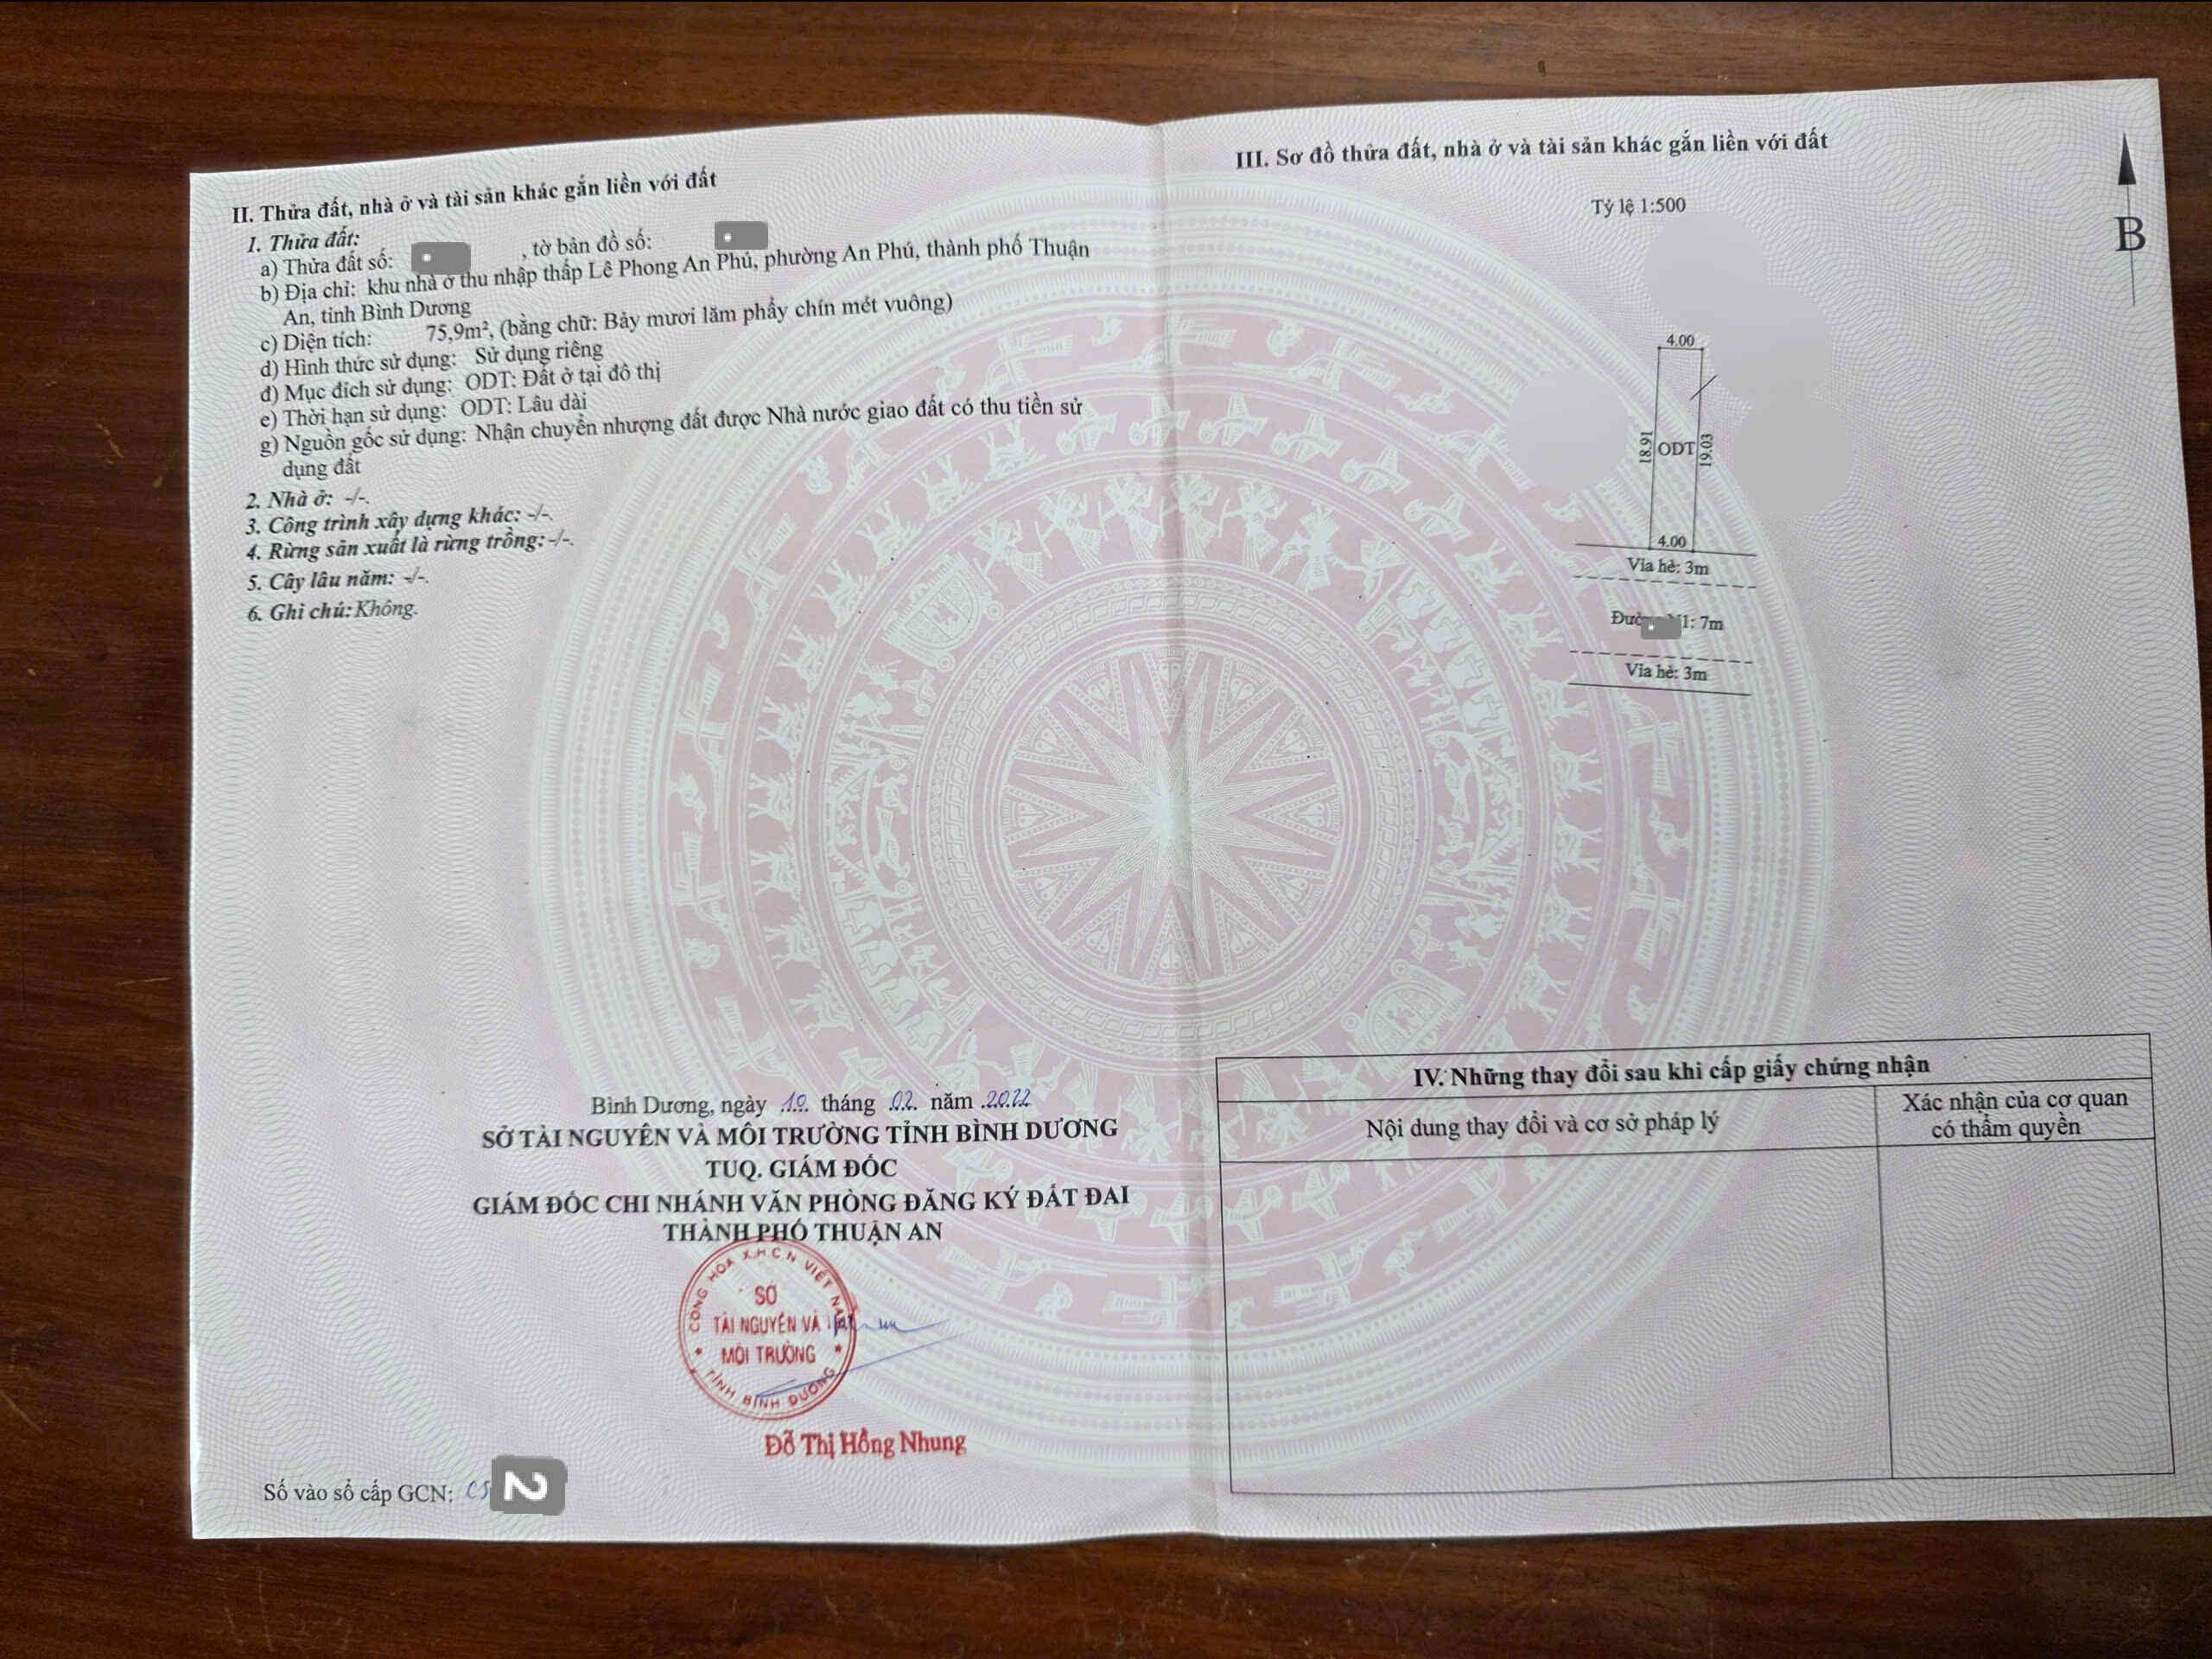 II. Thửa đất, nhà ở và tài sản khác gắn liền với đất
1. Thửa đất:
a) Thửa đất số: , tờ bản đồ số:
b) Địa chỉ: khu nhà ở thu nhập thấp Lê Phong An Phú, phường An Phú, thành phố Thuận
An, tỉnh Bình Dương
c) Diện tích: 75,9m², (bằng chữ: Bảy mươi lăm phẩy chín mét vuông)
d) Hình thức sử dụng: Sử dụng riêng
đ) Mục đích sử dụng: ODT: Đất ở tại đô thị
e) Thời hạn sử dụng: ODT: Lâu dài
g) Nguồn gốc sử dụng: Nhận chuyển nhượng đất được Nhà nước giao đất có thu tiền sử
dụng đất
2. Nhà ở: -/-.
3. Công trình xây dựng khác: -/-.
4. Rừng sản xuất là rừng trồng: -/-.
5. Cây lâu năm: -/-.
6. Ghi chú: Không.
Bình Dương, ngày 10 tháng 02 năm 2022
SỞ TÀI NGUYÊN VÀ MÔI TRƯỜNG TỈNH BÌNH DƯƠNG
TUQ. GIÁM ĐỐC
GIÁM ĐỐC CHI NHÁNH VĂN PHÒNG ĐĂNG KÝ ĐẤT ĐAI
THÀNH PHỐ THUẬN AN
CỘNG HÒA X.H.C.N VIỆT NAM
SỞ
TÀI NGUYÊN VÀ
MÔI TRƯỜNG
TỈNH BÌNH DƯƠNG
Đỗ Thị Hồng Nhung
Số vào sổ cấp GCN: CS
2
III. Sơ đồ thửa đất, nhà ở và tài sản khác gắn liền với đất
Tỷ lệ 1:500
B
4.00
18.91
ODT
19.03
4.00
Vỉa hè: 3m
1: 7m
Vỉa hè: 3m
IV. Những thay đổi sau khi cấp giấy chứng nhận
Nội dung thay đổi và cơ sở pháp lý
Xác nhận của cơ quan
có thẩm quyền